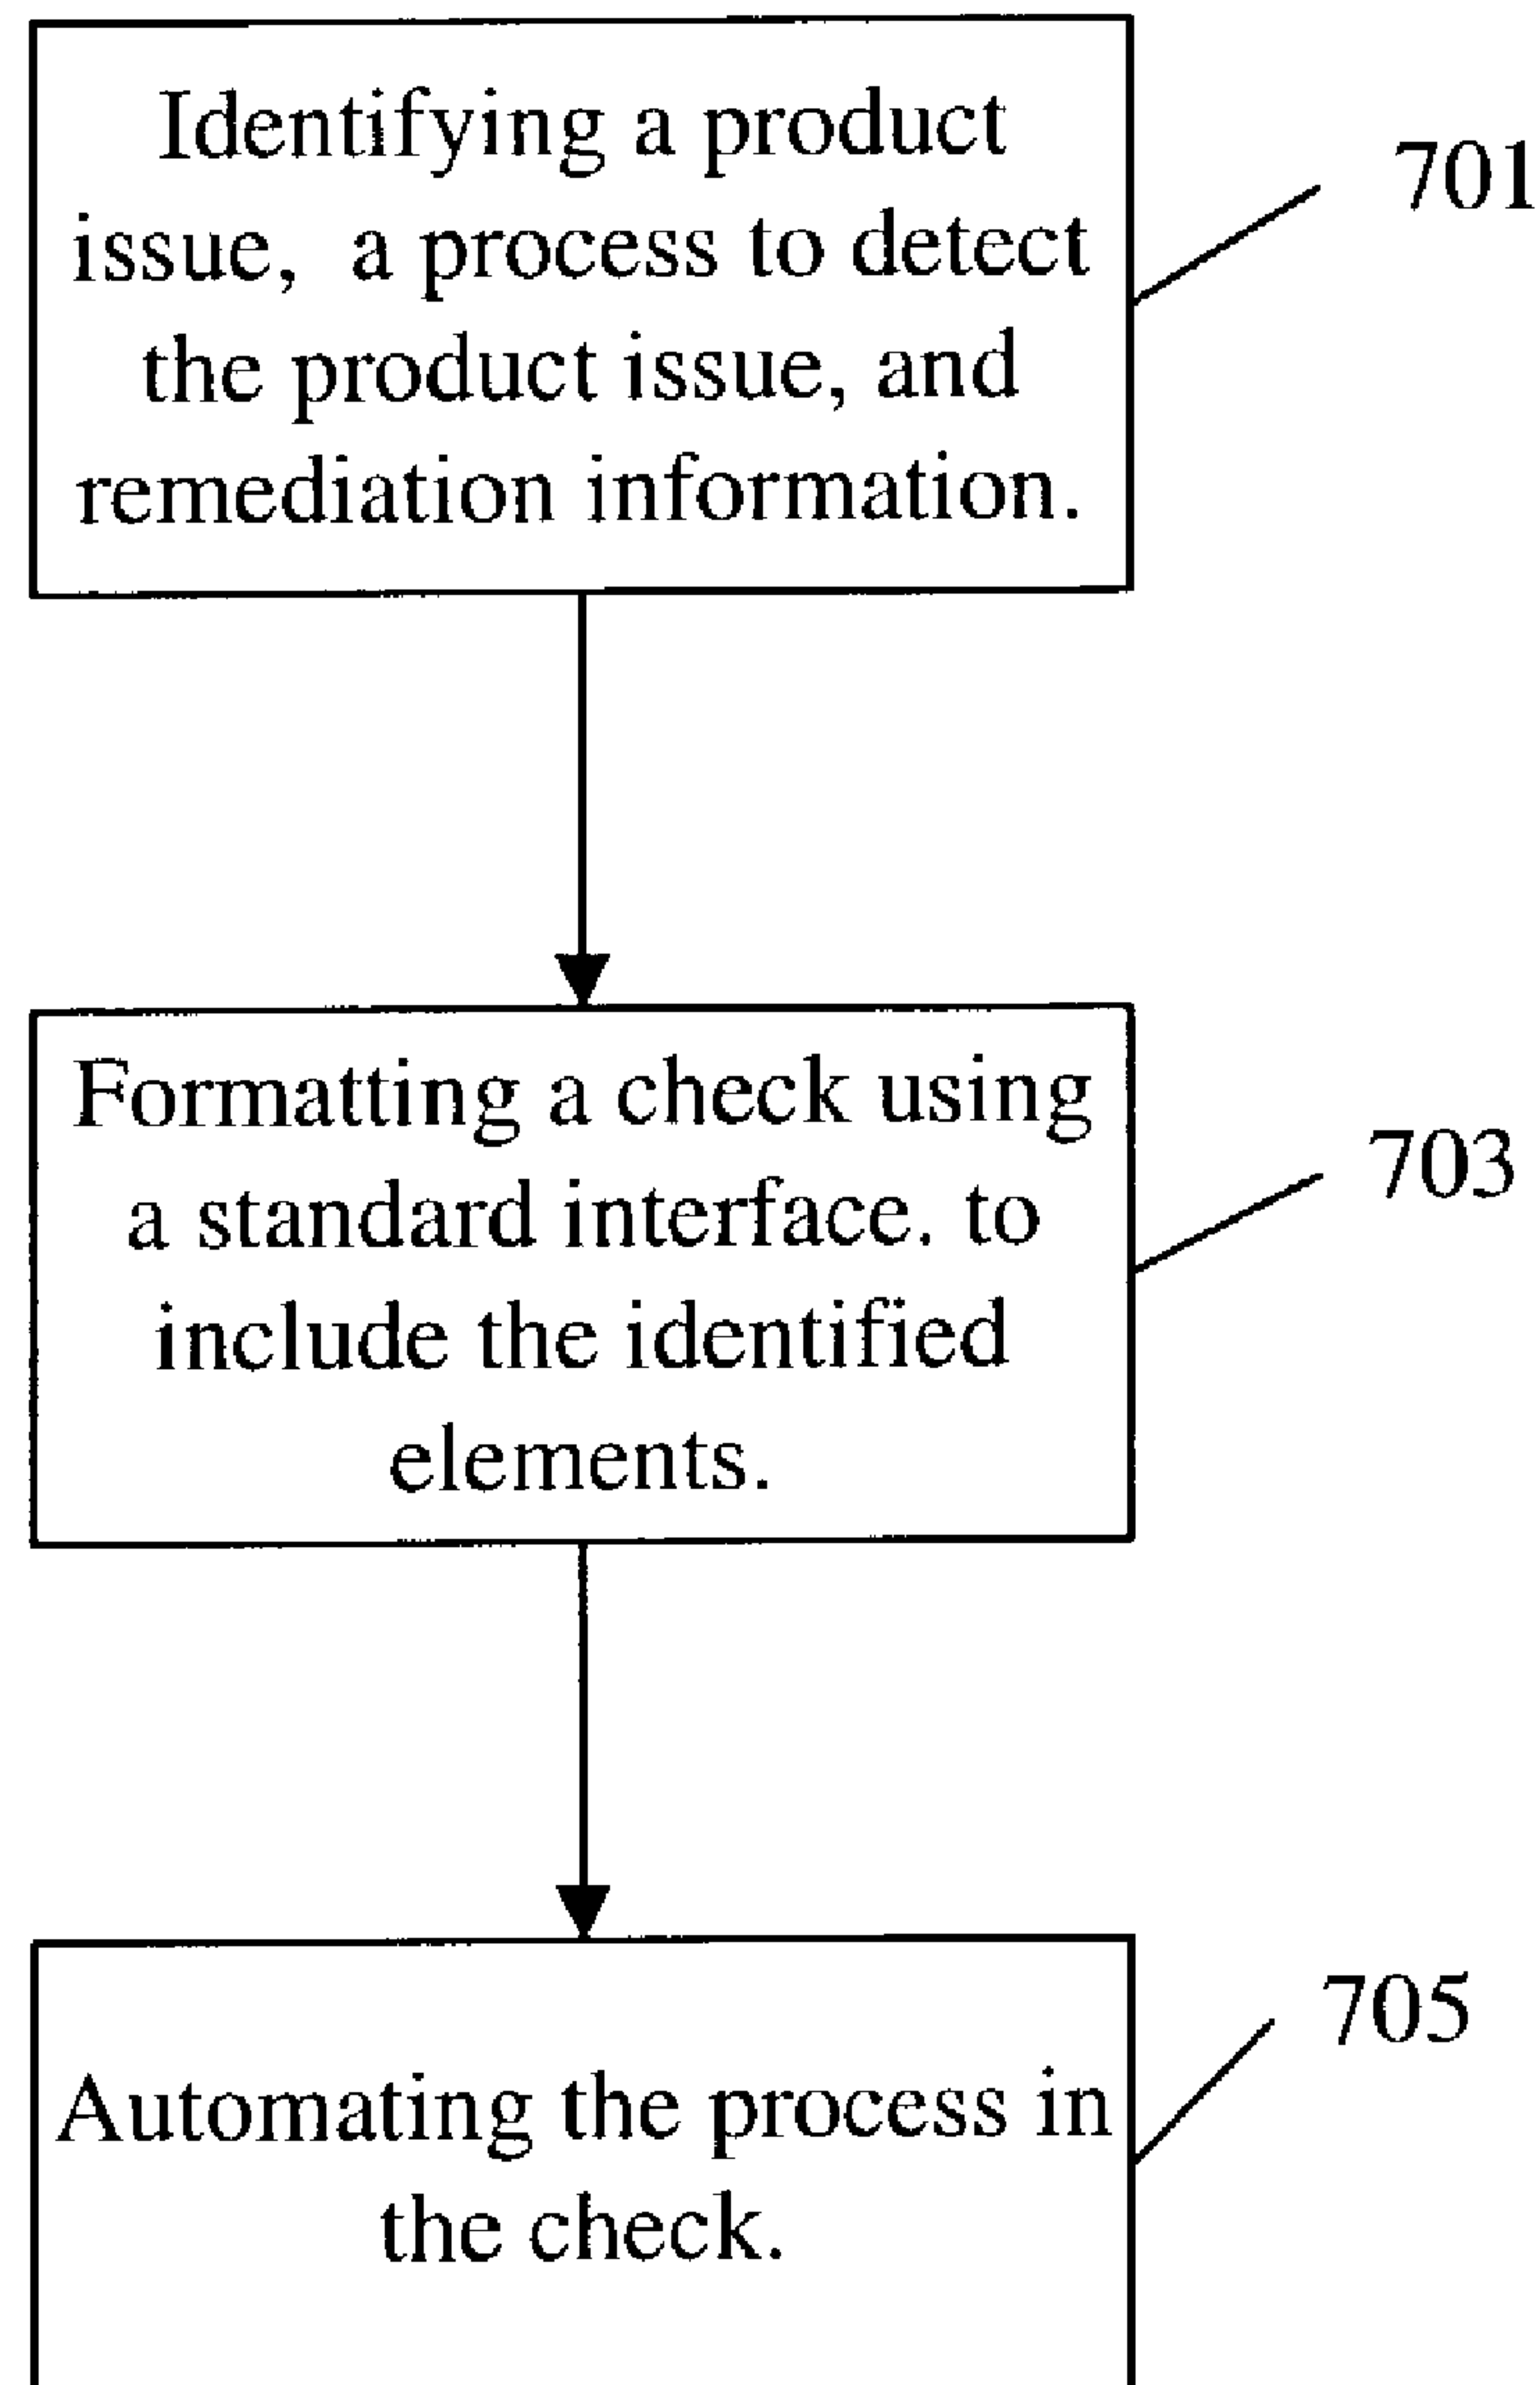 Identifying a product
issue, a process to detect
the product issue, and
remediation information.
701
Formatting a check using
a standard interface. to
include the identified
elements.
703
Automating the process in
the check.
705